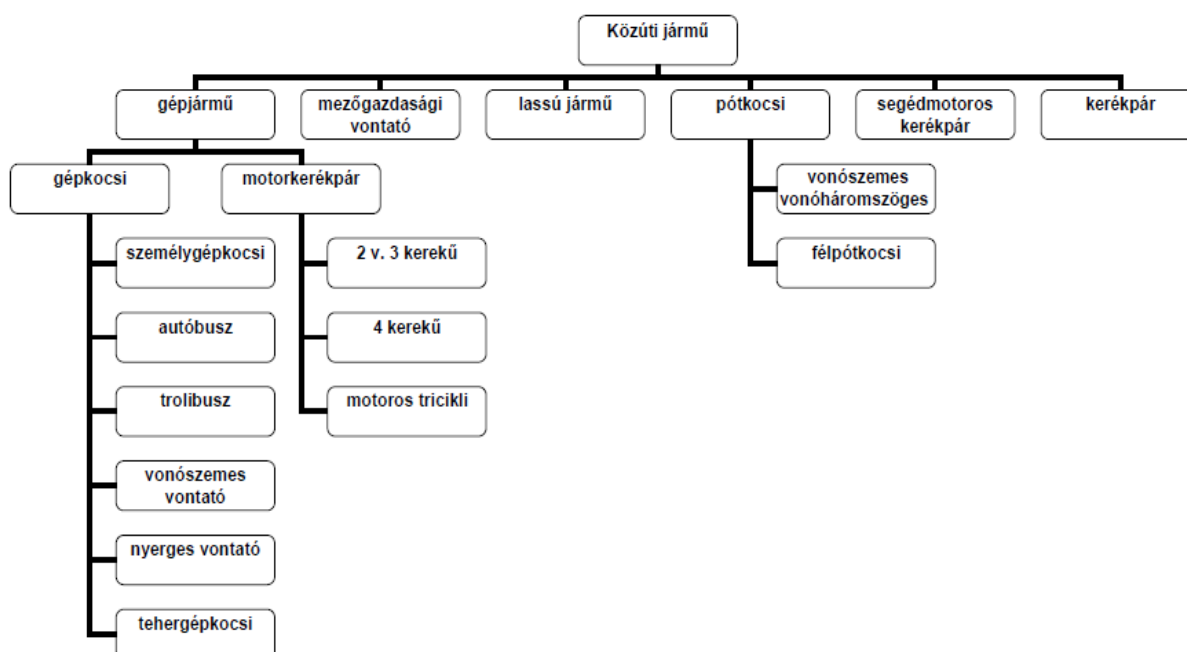 Közúti jármű
gépjármű
mezőgazdasági
vontató
lassú jármű
pótkocsi
segédmotoros
kerékpár
kerékpár
gépkocsi
motorkerékpár
vonószemes
vonóháromszöges
személygépkocsi
2 v. 3 kerekű
félpótkocsi
autóbusz
4 kerekű
trolibusz
motoros tricikli
vonószemes
vontató
nyerges vontató
tehergépkocsi